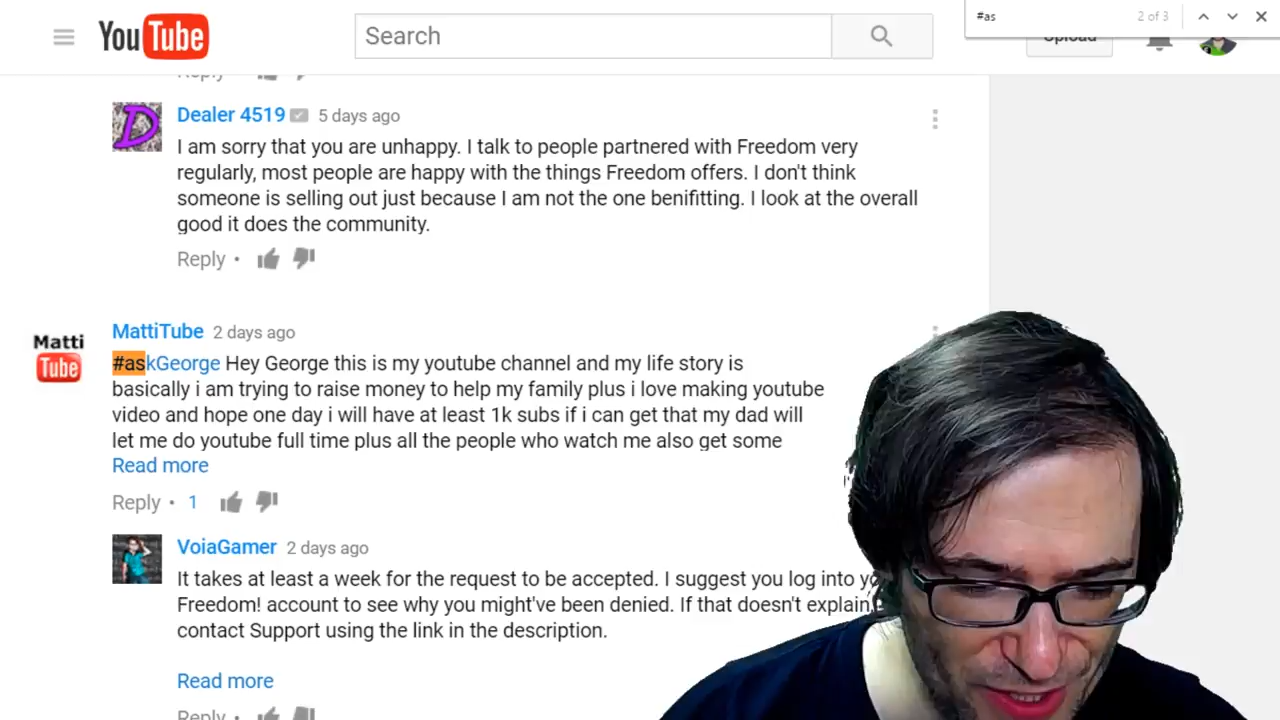 YouTube
Search
#as
2 of 3
Upload
Reply
Dealer 4519 5 days ago
I am sorry that you are unhappy. I talk to people partnered with Freedom very
regularly, most people are happy with the things Freedom offers. I don't think
someone is selling out just because I am not the one benifitting. I look at the overall
good it does the community.
Reply •
Matti
Tube
MattiTube 2 days ago
#askGeorge Hey George this is my youtube channel and my life story is
basically i am trying to raise money to help my family plus i love making youtube
video and hope one day i will have at least 1k subs if i can get that my dad will
let me do youtube full time plus all the people who watch me also get some
Read more
Reply • 1
VoiaGamer 2 days ago
It takes at least a week for the request to be accepted. I suggest you log into
Freedom! account to see why you might've been denied. If that doesn't explain,
contact Support using the link in the description.
Read more
Reply